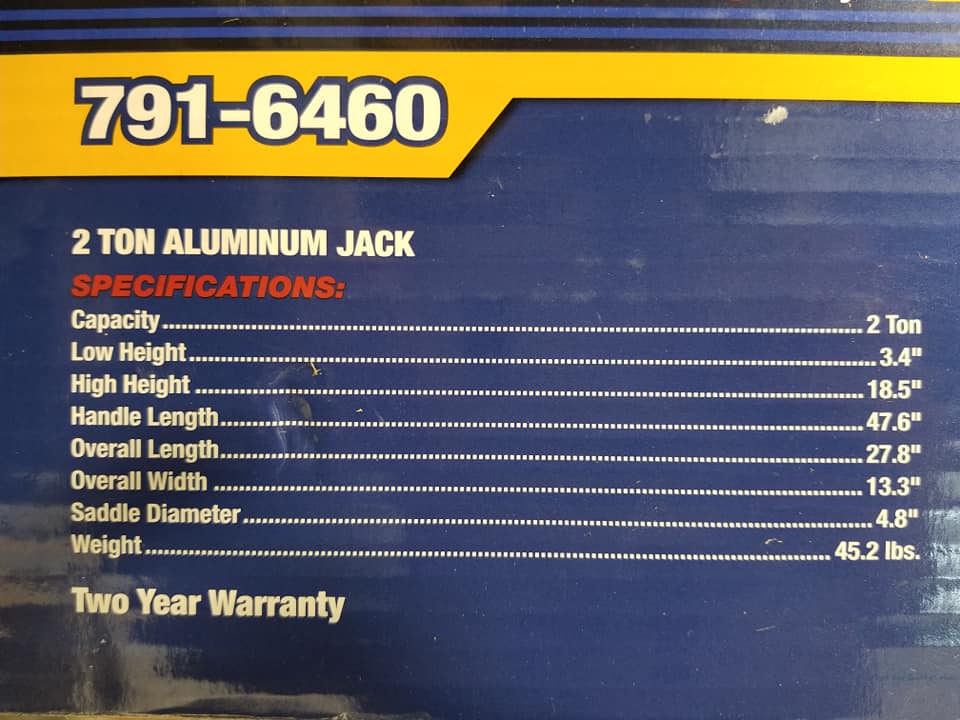 791-6460
2 TON ALUMINUM JACK
SPECIFICATIONS:
Capacity 2 Ton
Low Height 3.4"
High Height 18.5"
Handle Length 47.6"
Overall Length 27.8"
Overall Width 13.3"
Saddle Diameter 4.8"
Weight 45.2 lbs.
Two Year Warranty